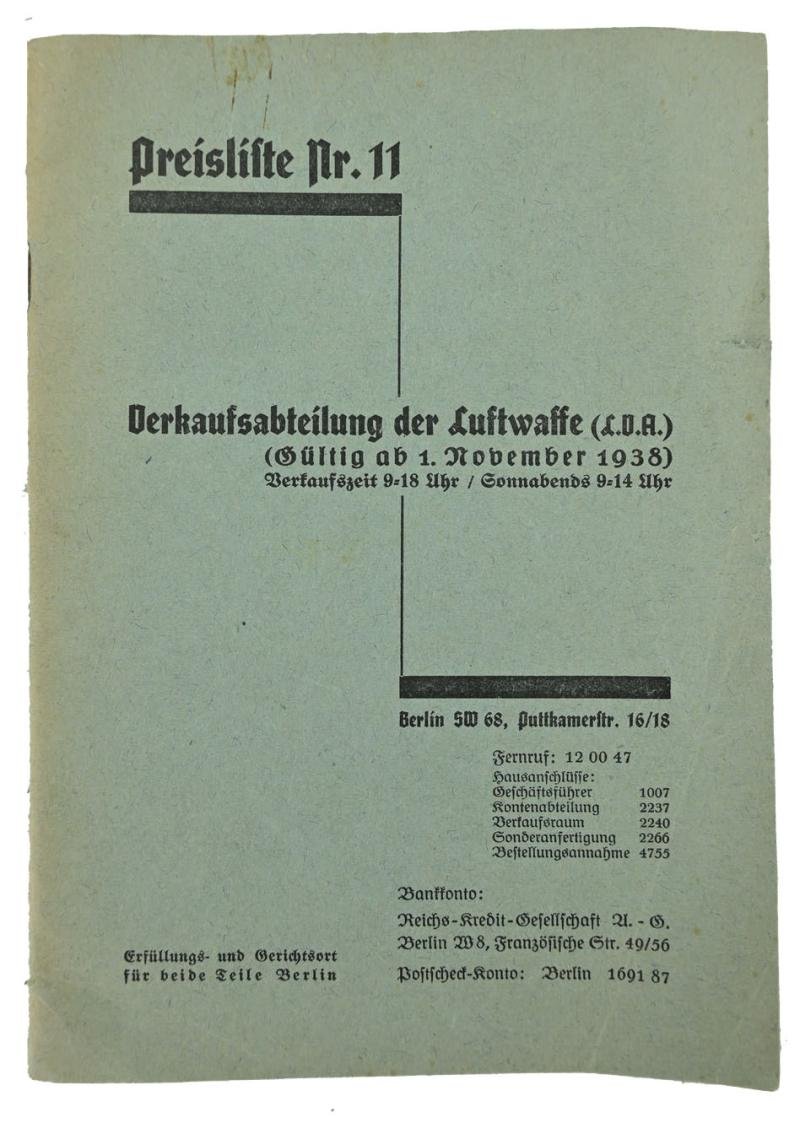 Preisliste Nr. 11
Verkaufsabteilung der Luftwaffe (L.V.A.)
(Gültig ab 1. November 1938)
Verkaufszeit 9-18 Uhr / Sonnabends 9-14 Uhr
Berlin SW 68, Puttkamerstr. 16/18
Fernruf: 12 00 47
Hausanschlüsse:
Geschäftsführer 1007
Kontenabteilung 2237
Verkaufsraum 2240
Sonderanfertigung 2266
Bestellungsannahme 4755
Bankkonto:
Reichs-Kredit-Gesellschaft A. - G.
Berlin W 8, Französische Str. 49/56
Postscheck-Konto: Berlin 1691 87
Erfüllungs- und Gerichtsort
für beide Teile Berlin